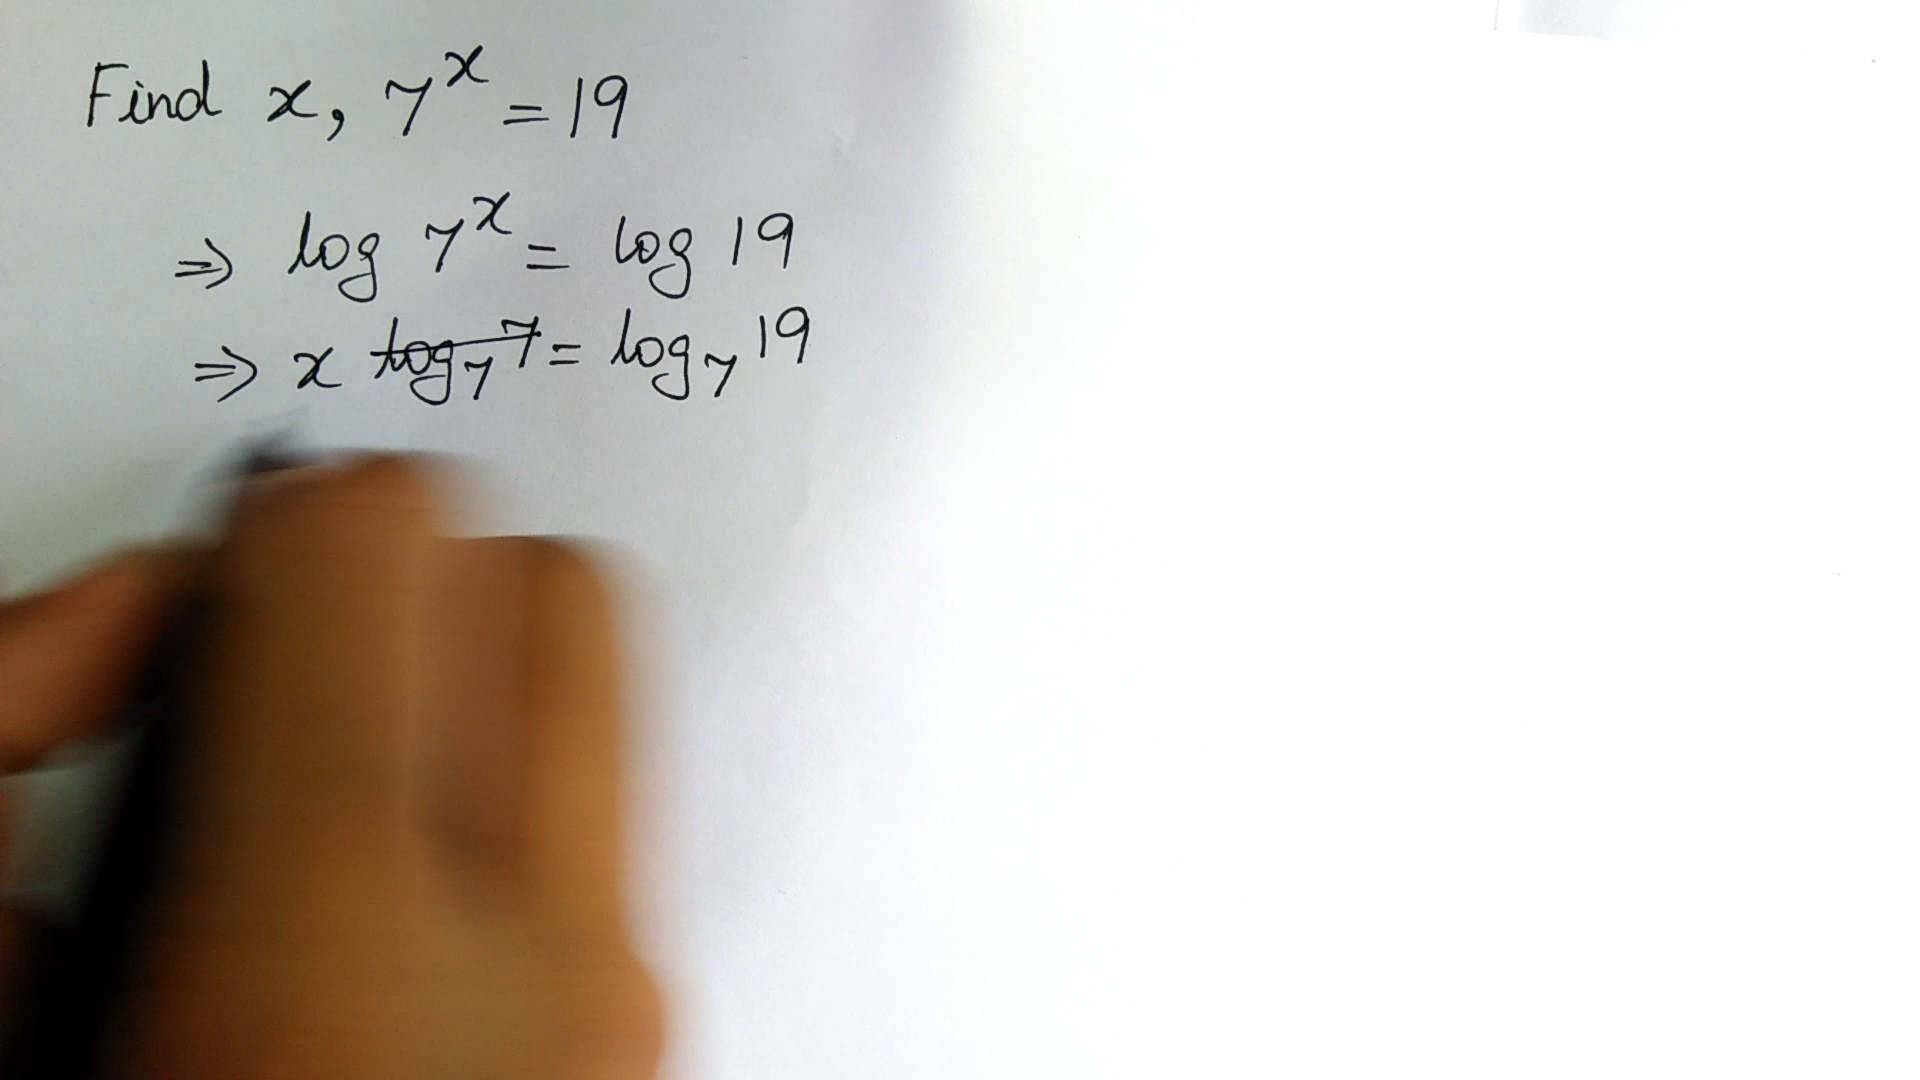 Find x, 7^x = 19
⇒ log 7^x = log 19
⇒ x log_7 7 = log_7 19